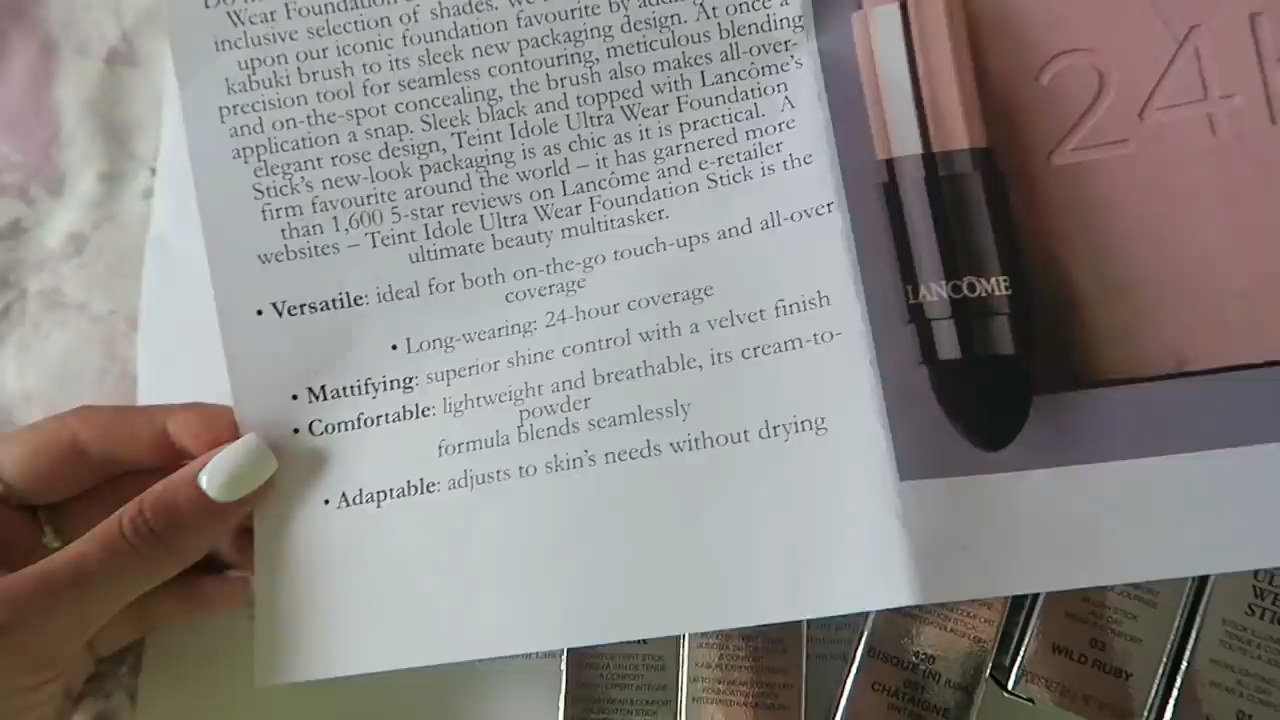 Wear Foundation
inclusive selection of shades. We
upon our iconic foundation favourite by
kabuki brush to its sleek new packaging design. At once a
precision tool for seamless contouring, meticulous blending
and on-the-spot concealing, the brush also makes all-over-
application a snap. Sleek black and topped with Lancôme's
elegant rose design, Teint Idole Ultra Wear Foundation
Stick's new-look packaging is as chic as it is practical. A
firm favourite around the world – it has garnered more
than 1,600 5-star reviews on Lancôme and e-retailer
websites – Teint Idole Ultra Wear Foundation Stick is the
ultimate beauty multitasker.
• Versatile: ideal for both on-the-go touch-ups and all-over
coverage
• Long-wearing: 24-hour coverage
• Mattifying: superior shine control with a velvet finish
• Comfortable: lightweight and breathable, its cream-to-
powder
formula blends seamlessly
• Adaptable: adjusts to skin's needs without drying
24H
LANCÔME
420
BISQUE (N) (USA)
051
CHÂTAIGNE
03
WILD RUBY
01